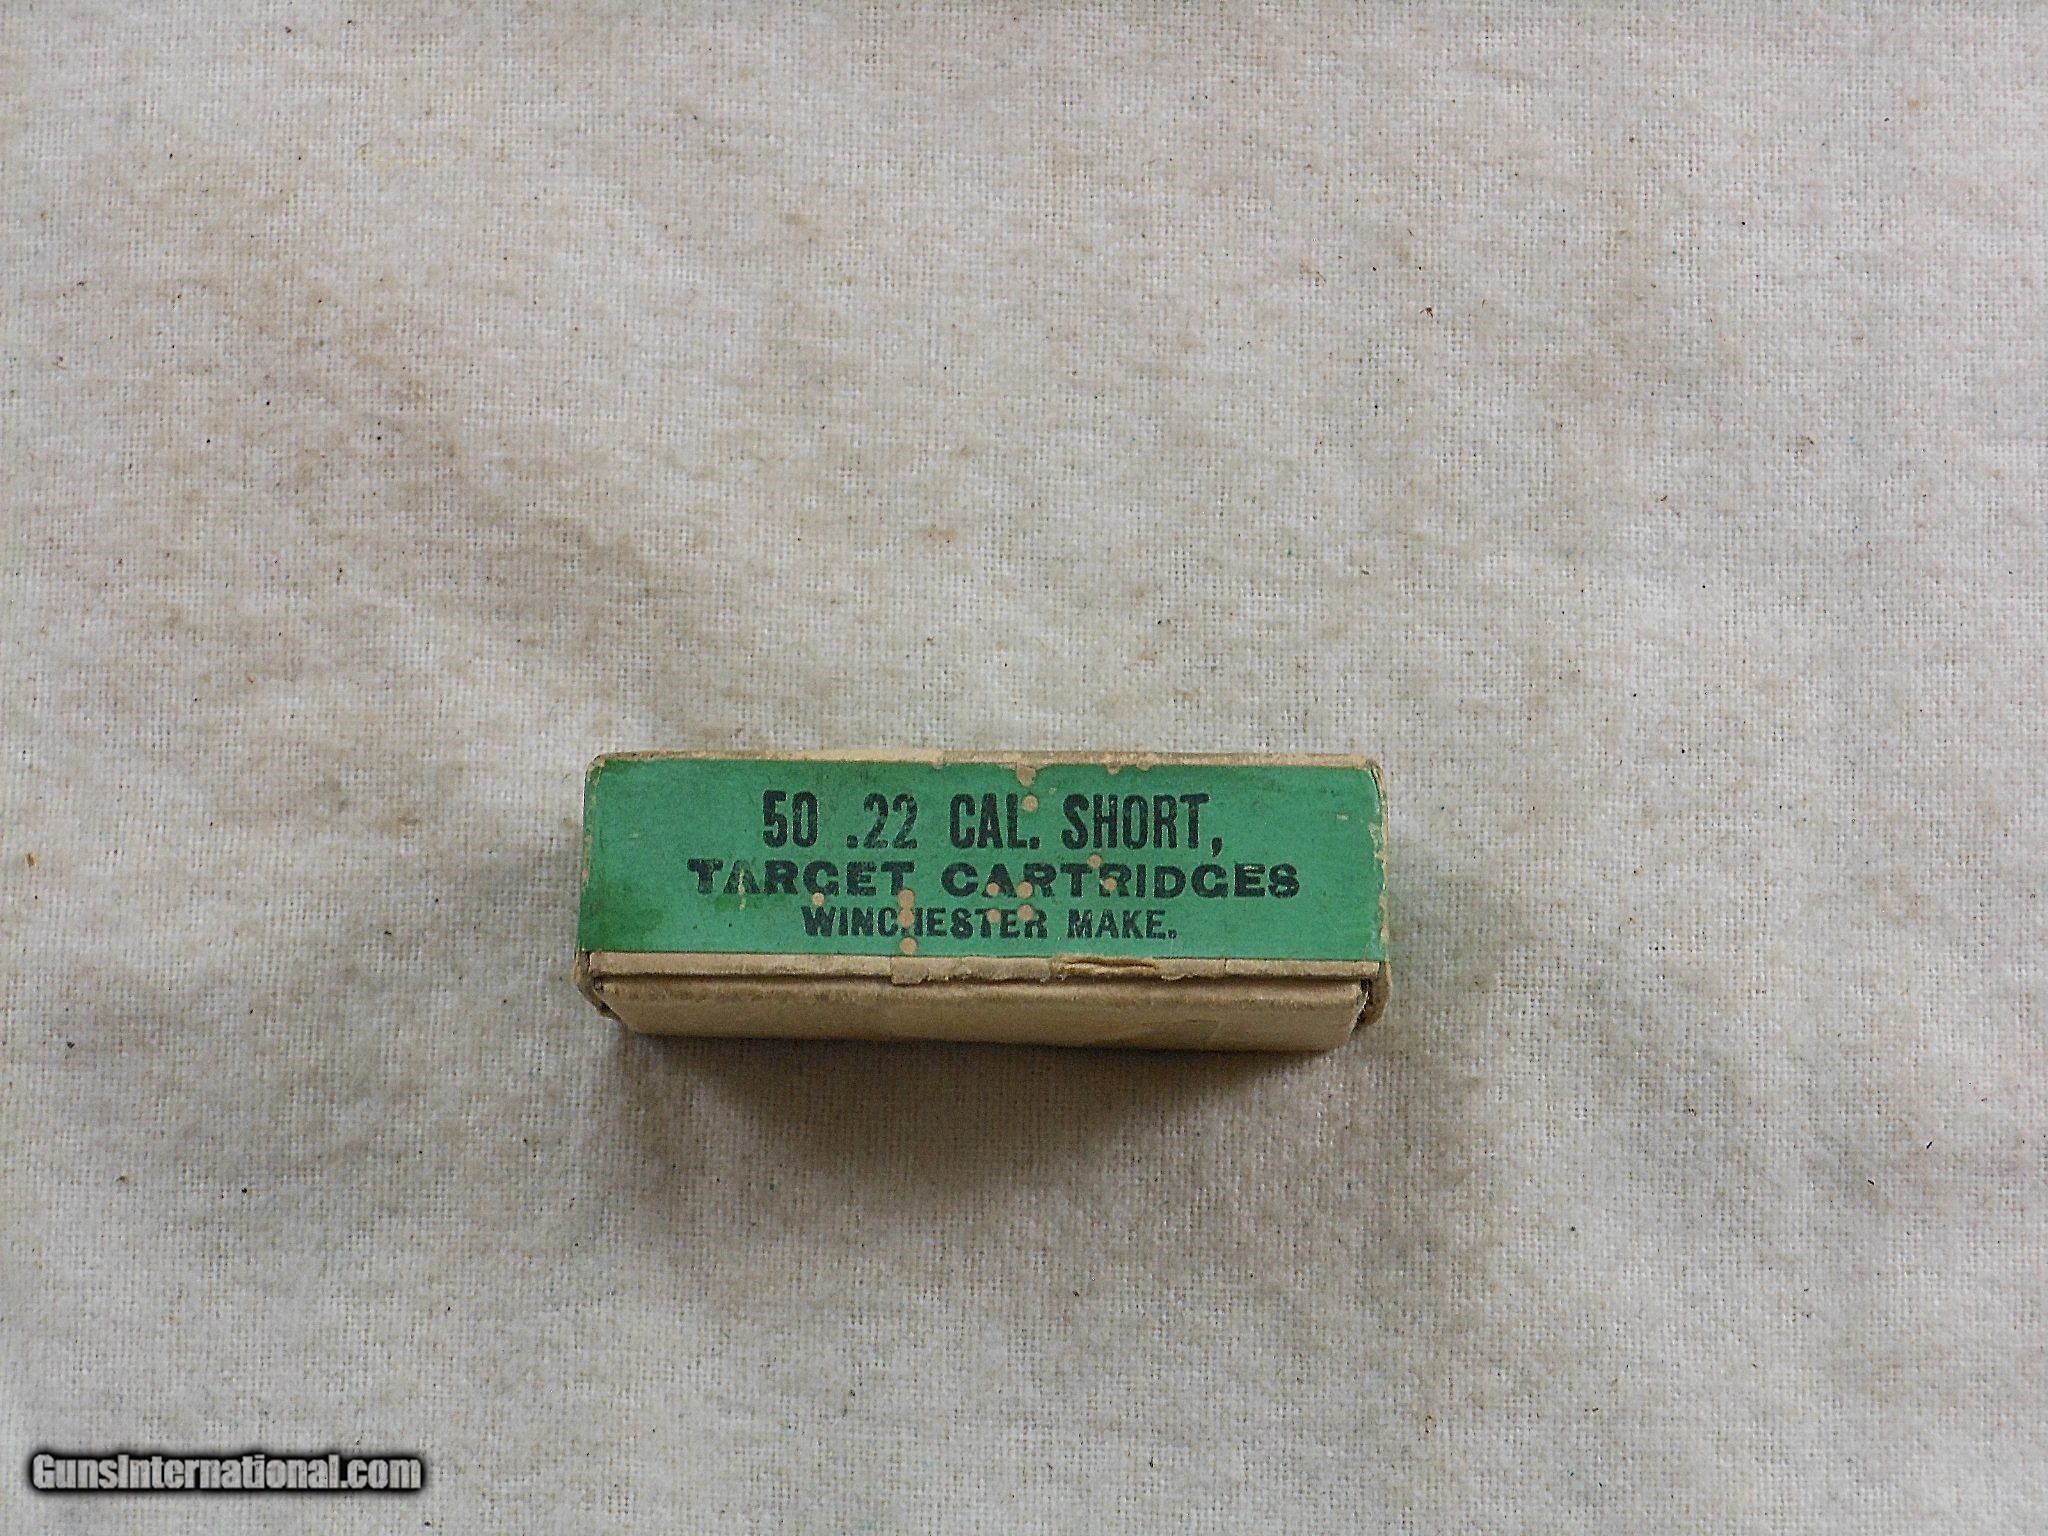 50 .22 CAL. SHORT,
TARGET CARTRIDGES
WINCHESTER MAKE.
GunsInternational.com